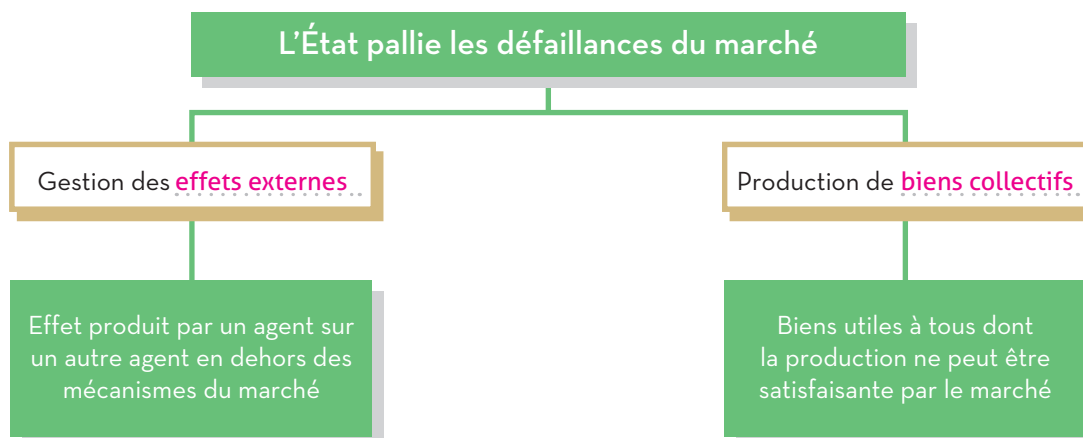 L'État pallie les défaillances du marché
Gestion des effets externes
Production de biens collectifs
Effet produit par un agent sur
un autre agent en dehors des
mécanismes du marché
Biens utiles à tous dont
la production ne peut être
satisfaisante par le marché